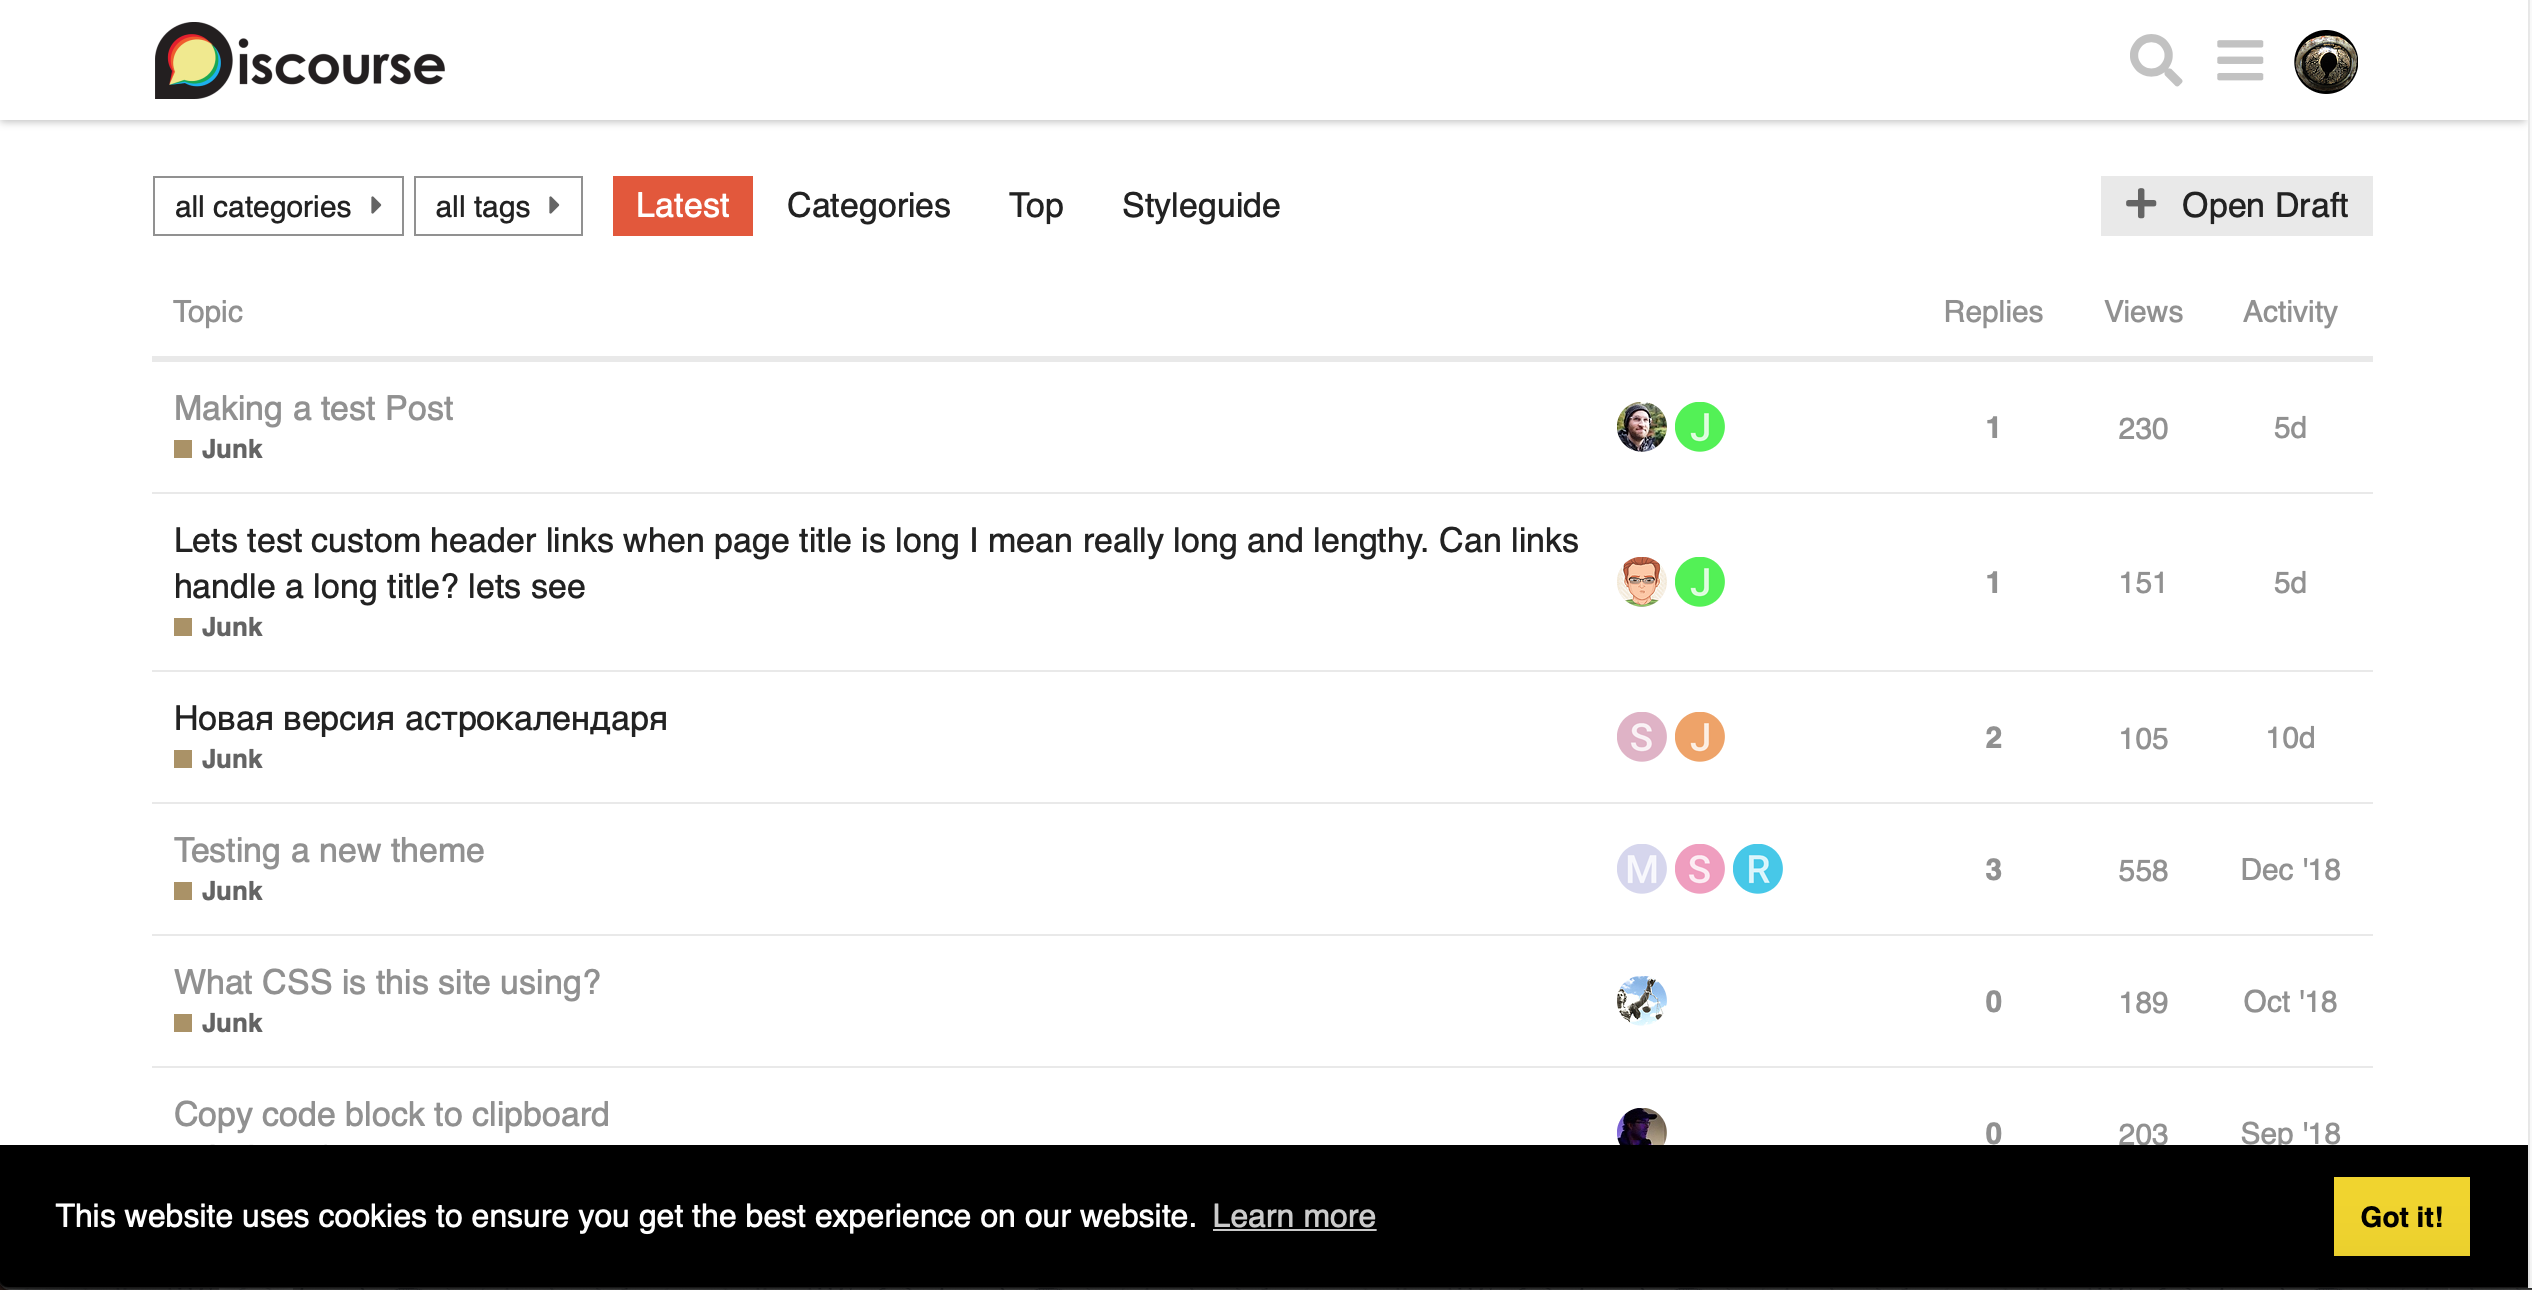 Discourse
all categories
all tags
Latest
Categories
Top
Styleguide
+ Open Draft
Topic
Replies
Views
Activity
Making a test Post
Junk
J
1
230
5d
Lets test custom header links when page title is long I mean really long and lengthy. Can links
handle a long title? lets see
Junk
J
1
151
5d
Новая версия астрокалендаря
Junk
S
J
2
105
10d
Testing a new theme
Junk
M
S
R
3
558
Dec '18
What CSS is this site using?
Junk
0
189
Oct '18
Copy code block to clipboard
0
203
Sep '18
This website uses cookies to ensure you get the best experience on our website. Learn more
Got it!